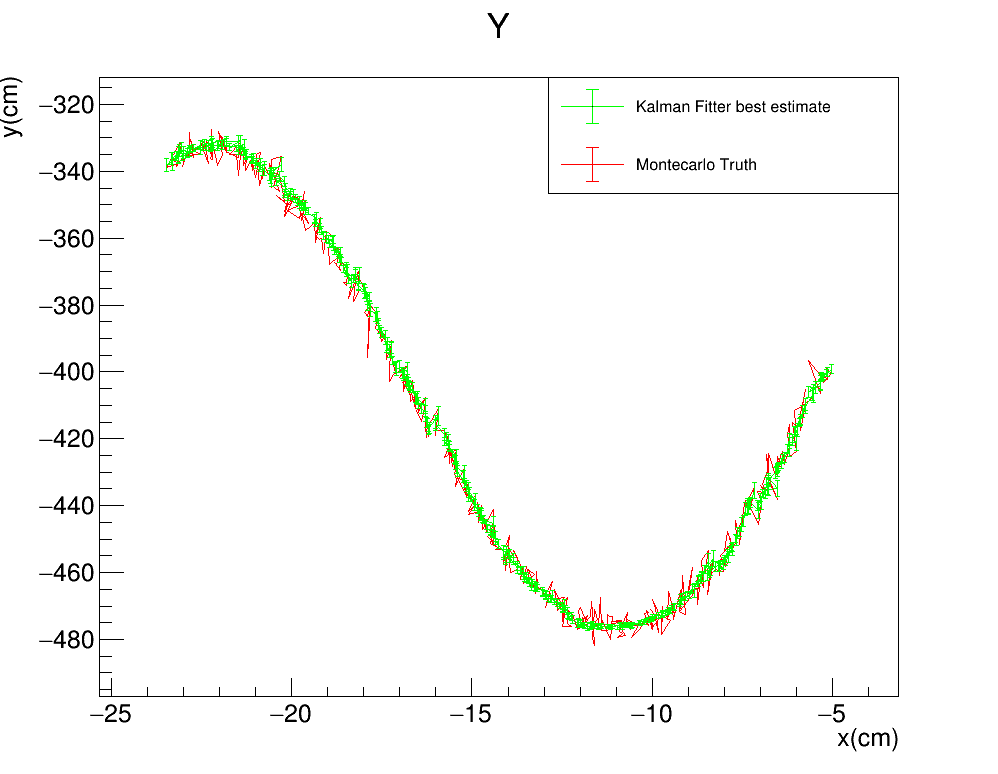 Y
y(cm)
Kalman Fitter best estimate
Montecarlo Truth
−320
−340
−360
−380
−400
−420
−440
−460
−480
−25 −20 −15 −10 −5
x(cm)